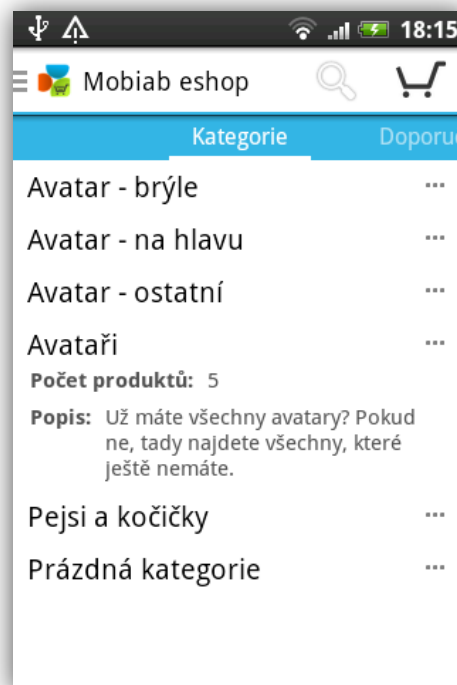 18:15
Mobiab eshop
Kategorie Doporuč
Avatar - brýle
Avatar - na hlavu
Avatar - ostatní
Avataři
Počet produktů: 5
Popis: Už máte všechny avatary? Pokud
ne, tady najdete všechny, které
ještě nemáte.
Pejsi a kočičky
Prázdná kategorie